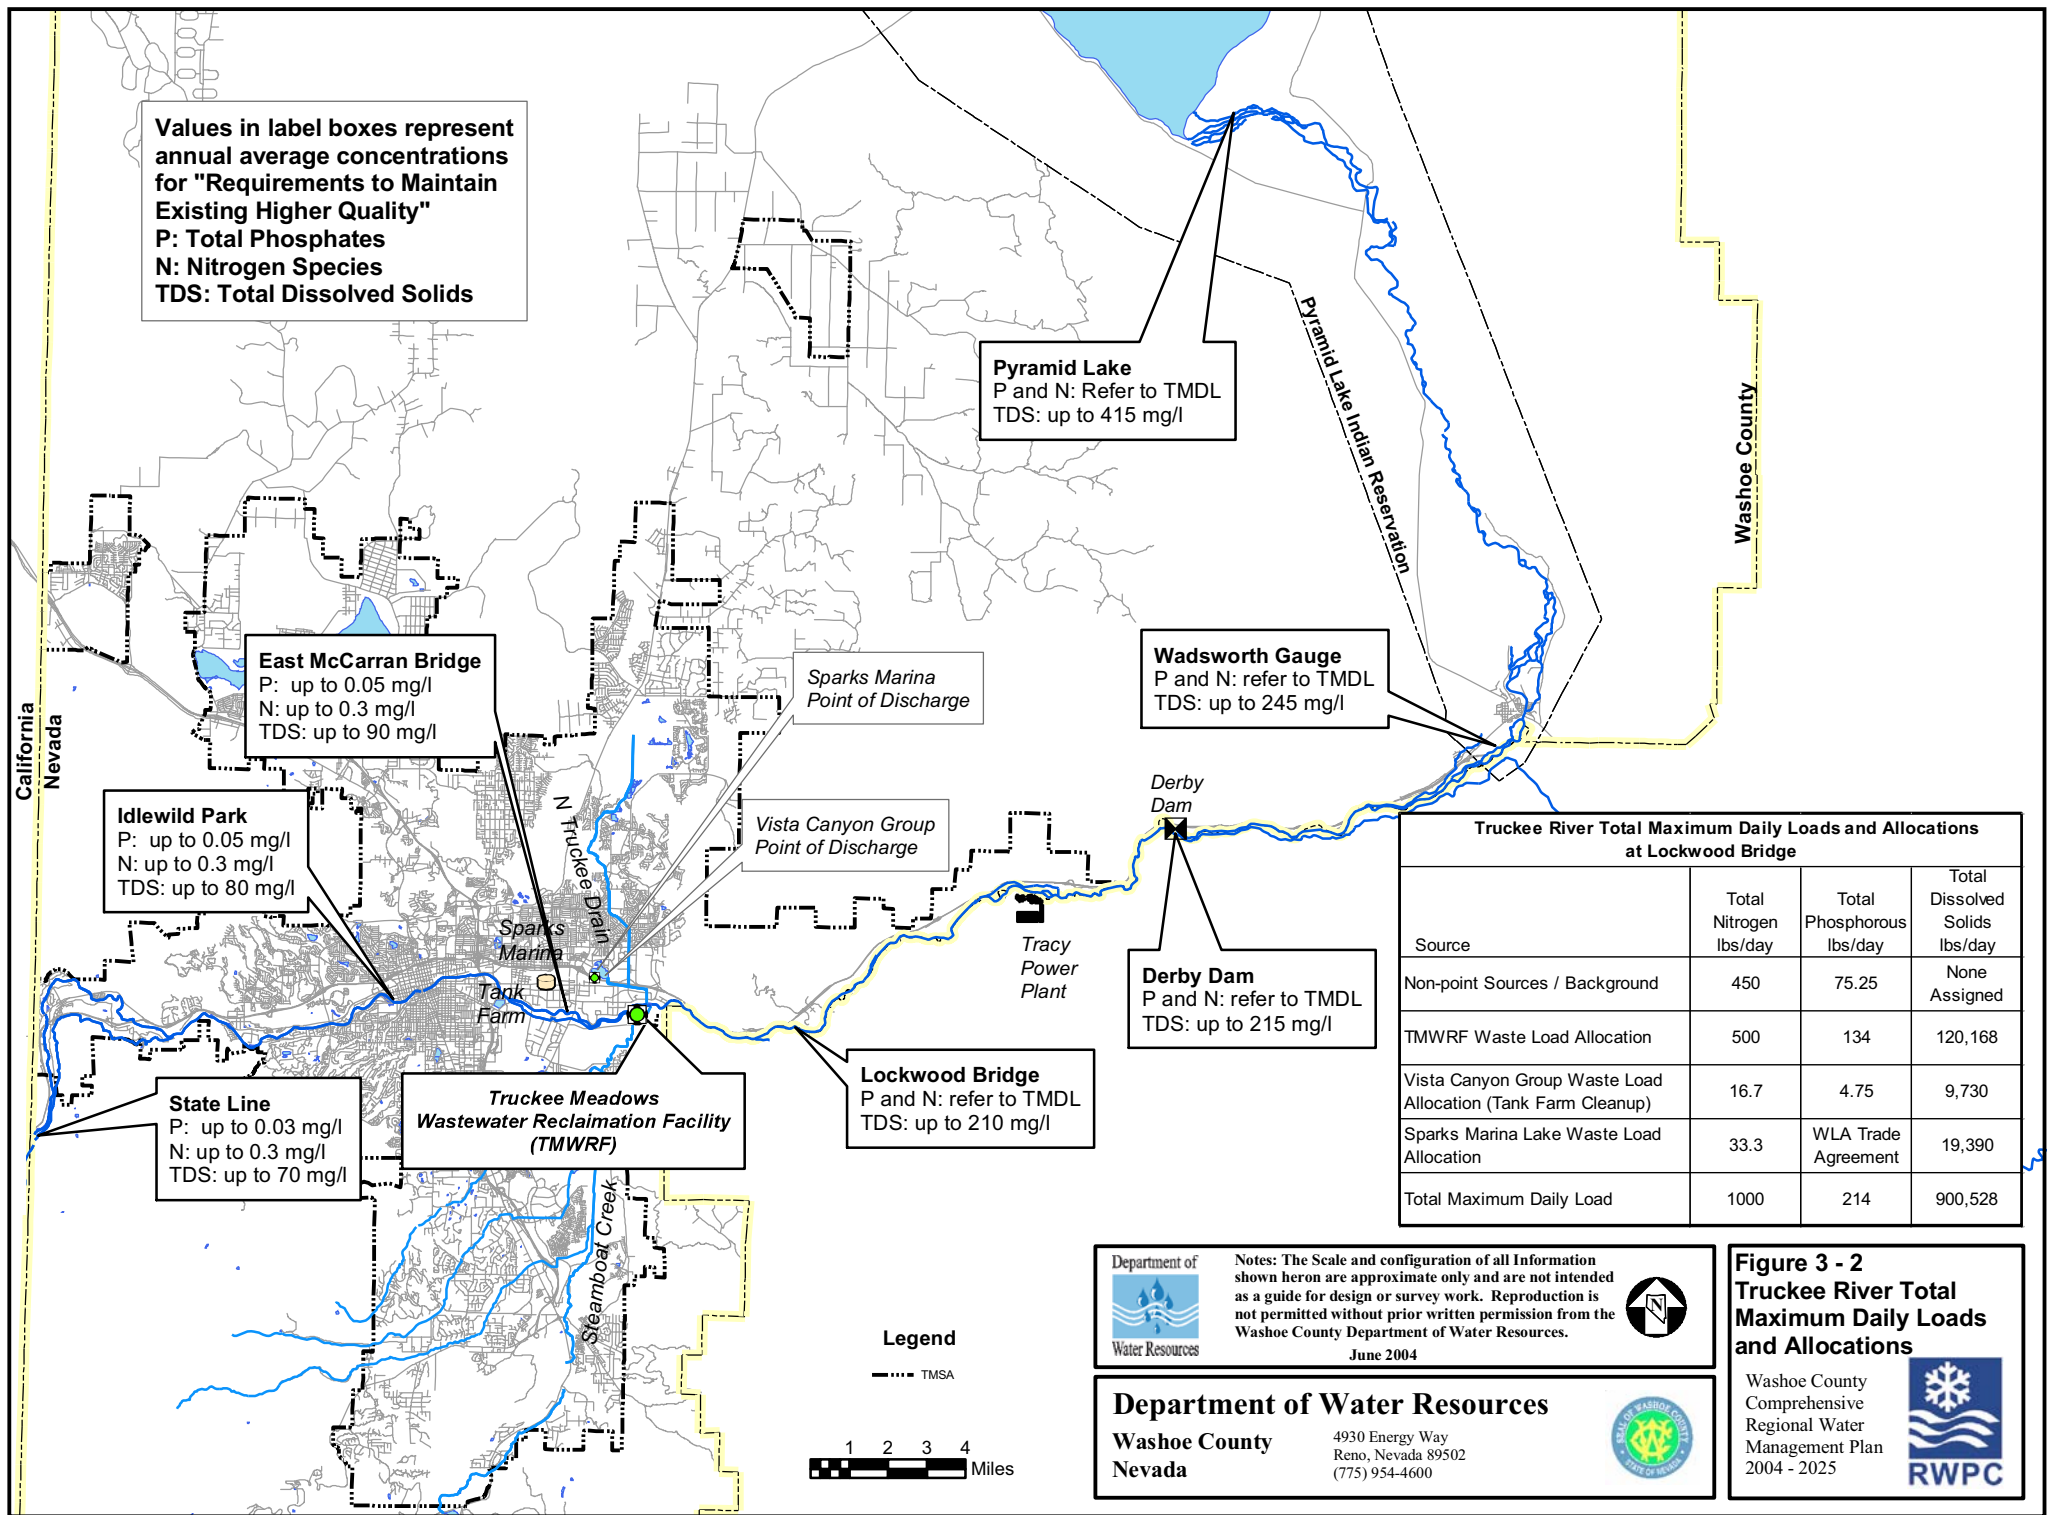 Values in label boxes represent
annual average concentrations
for "Requirements to Maintain
Existing Higher Quality"
P: Total Phosphates
N: Nitrogen Species
TDS: Total Dissolved Solids
Pyramid Lake
P and N: Refer to TMDL
TDS: up to 415 mg/l
Pyramid Lake Indian Reservation
Washoe County
East McCarran Bridge
P:  up to 0.05 mg/l
N: up to 0.3 mg/l
TDS: up to 90 mg/l
Sparks Marina
Point of Discharge
Wadsworth Gauge
P and N: refer to TMDL
TDS: up to 245 mg/l
California
Nevada
Idlewild Park
P:  up to 0.05 mg/l
N: up to 0.3 mg/l
TDS: up to 80 mg/l
N Truckee Drain
Vista Canyon Group
Point of Discharge
Derby
Dam
Sparks
Marina
Tank
Farm
Tracy
Power
Plant
Derby Dam
P and N: refer to TMDL
TDS: up to 215 mg/l
Lockwood Bridge
P and N: refer to TMDL
TDS: up to 210 mg/l
State Line
P:  up to 0.03 mg/l
N: up to 0.3 mg/l
TDS: up to 70 mg/l
Truckee Meadows
Wastewater Reclaimation Facility
(TMWRF)
Steamboat Creek
Truckee River Total Maximum Daily Loads and Allocations
at Lockwood Bridge
Source
Total
Nitrogen
lbs/day
Total
Phosphorous
lbs/day
Total
Dissolved
Solids
lbs/day
Non-point Sources / Background 450 75.25 None
Assigned
TMWRF Waste Load Allocation 500 134 120,168
Vista Canyon Group Waste Load
Allocation (Tank Farm Cleanup) 16.7 4.75 9,730
Sparks Marina Lake Waste Load
Allocation 33.3 WLA Trade
Agreement 19,390
Total Maximum Daily Load 1000 214 900,528
Legend
TMSA
1 2 3 4
Miles
Department of
Water Resources
Notes: The Scale and configuration of all Information
shown heron are approximate only and are not intended
as a guide for design or survey work.  Reproduction is
not permitted without prior written permission from the
Washoe County Department of Water Resources.
June 2004
N
Department of Water Resources
Washoe County
Nevada
4930 Energy Way
Reno, Nevada 89502
(775) 954-4600
SEAL OF WASHOE COUNTY
STATE OF NEVADA
Figure 3 - 2
Truckee River Total
Maximum Daily Loads
and Allocations
Washoe County
Comprehensive
Regional Water
Management Plan
2004 - 2025
RWPC